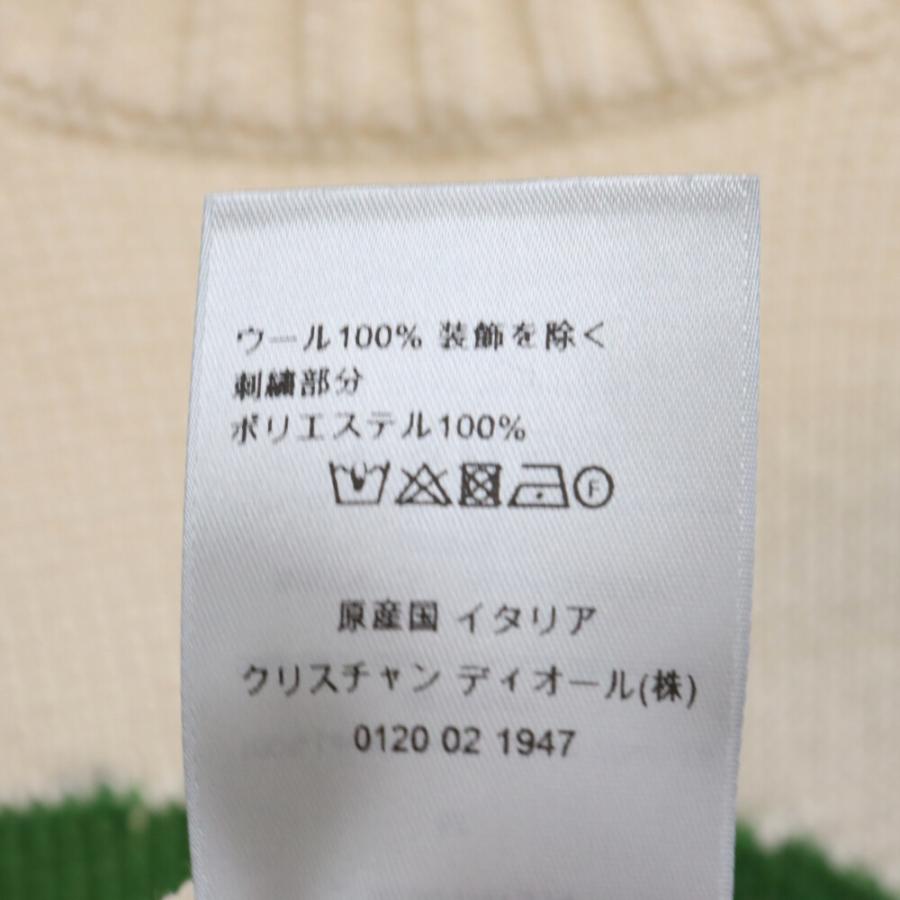 ウール100% 装飾を除く
刺繍部分
ポリエステル100%
F
原産国 イタリア
クリスチャン ディオール(株)
0120 02 1947